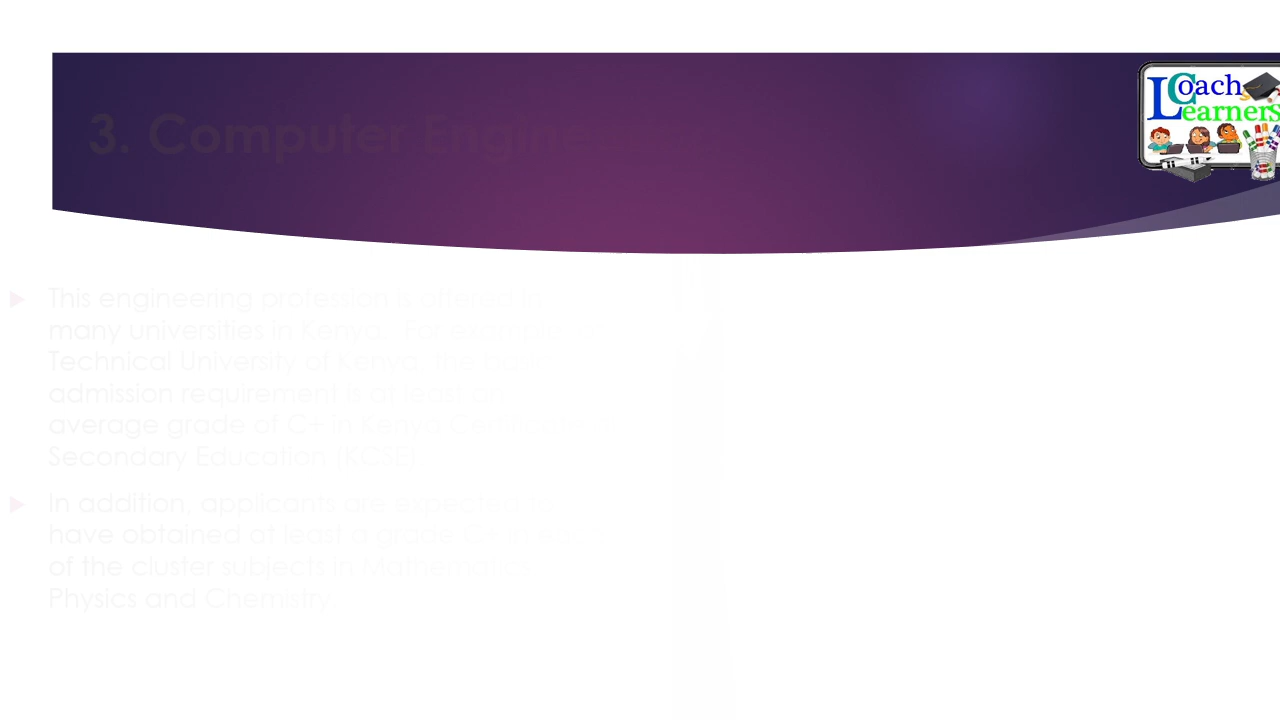 3. Computer Eng
Coach
Learners
This engineering profession is offered in
many universities in Kenya. For example,
Technical University of Kenya, the basic
admission requirement is at least an
average grade of C+ in Kenya
Secondary Education (KCSE)
In addition, applicants are expected to
have obtained at least a grade C+ in
of the cluster subjects in Mathematics
Physics and Chemistry